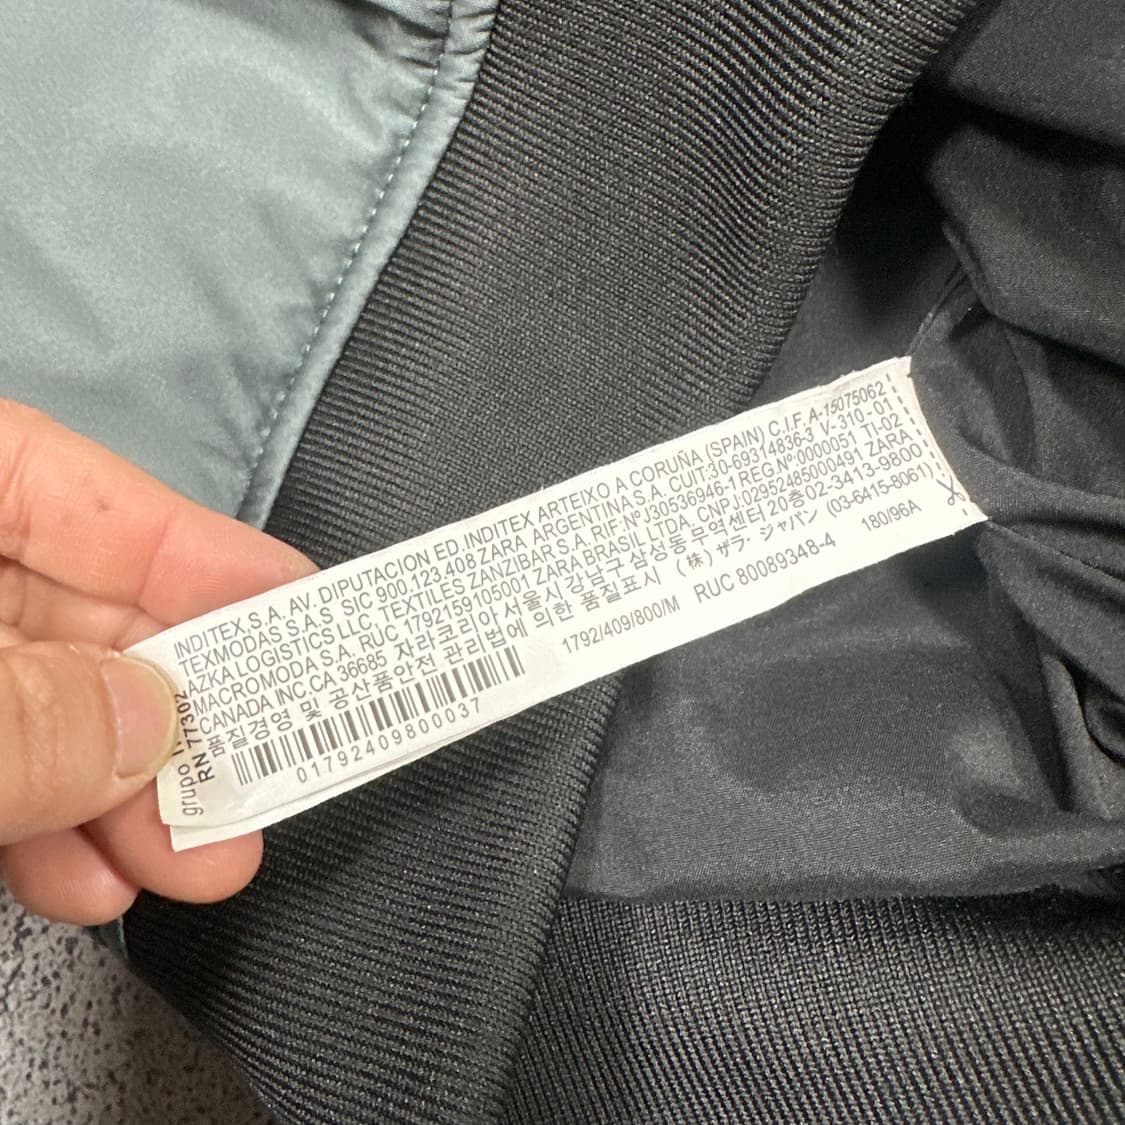 INDITEX,S.A. AV. DIPUTACION ED. INDITEX ARTEIXO A CORUÑA (SPAIN) C.I.F. A-15075062
TEXMODAS S.A.S. SIC 900.123.408 ZARA ARGENTINA S.A. CUIT:30-69314836-3 V-310-01
AZKA LOGISTICS LLC, TEXTILES ZANZIBAR S.A. RIF:Nº J30536946-1 REG.Nº 0000051 TI-02
MACROMODA S.A. RUC 1792159105001 ZARA BRASIL LTDA. CNPJ:02952485000491 ZARA
CANADA INC.CA 36685 자라코리아 서울시 강남구 삼성동무역센터 20층 02-3413-9800
품질경영 및 공산품안전 관리법에 의한 품질표시 (株) ザラ・ジャパン (03-6415-8061)
01792409800037
1792/409/800/M RUC 80089348-4 180/96A
grupo
RN 77302